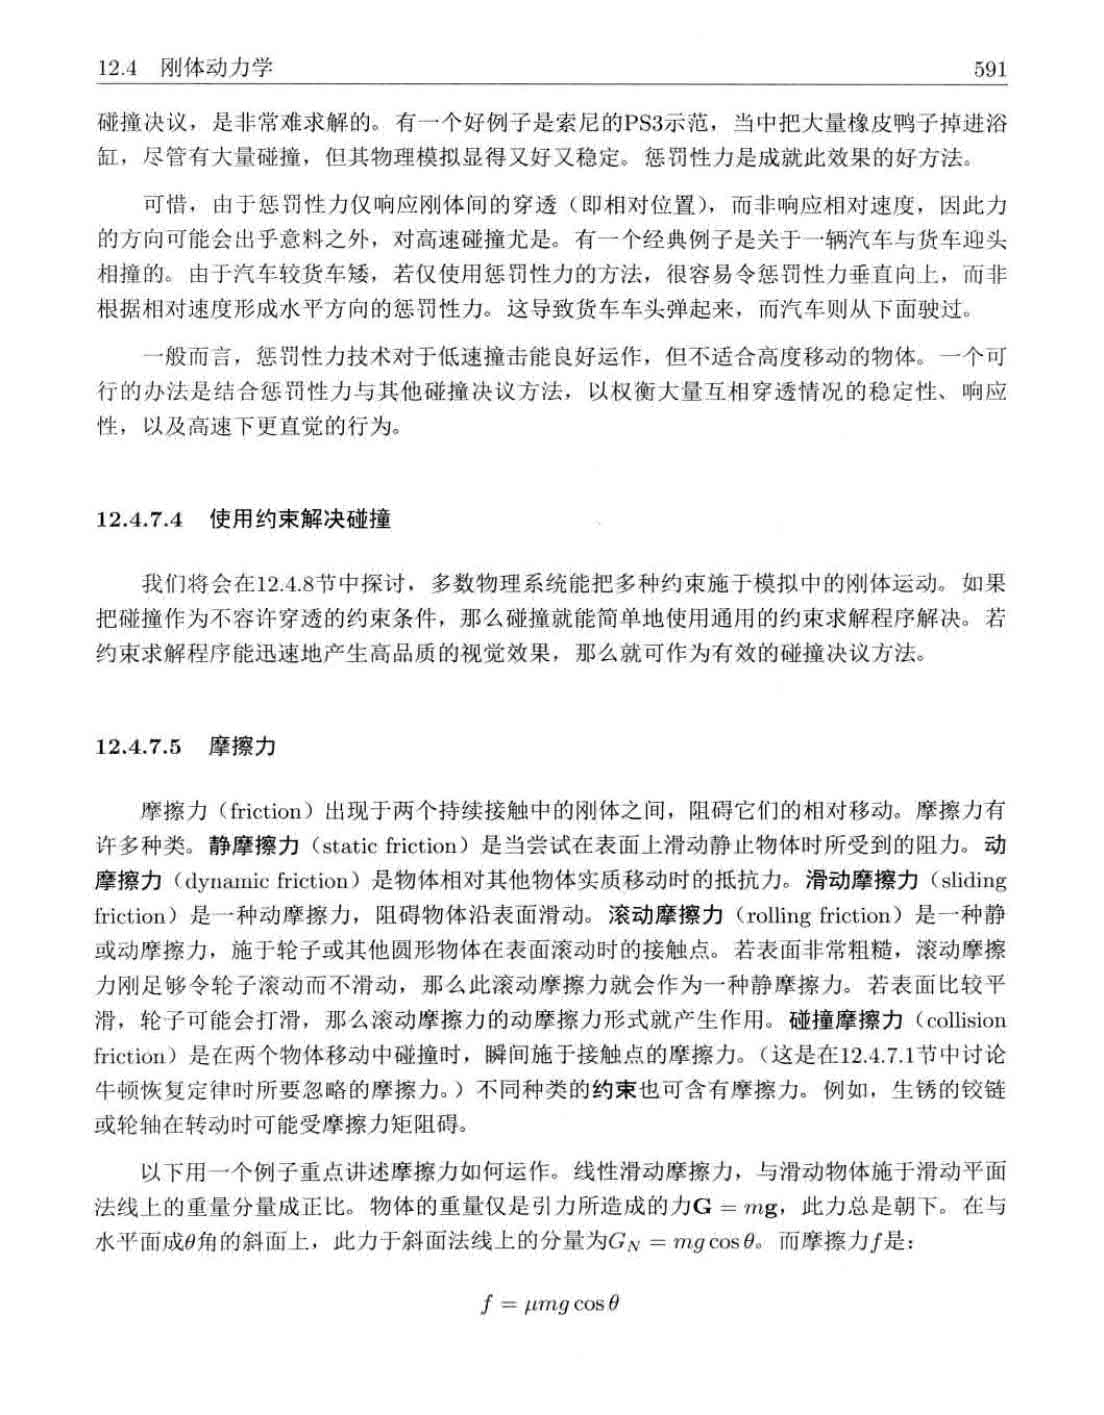 12.4 刚体动力学 591
碰撞决议，是非常难求解的。有一个好例子是索尼的PS3示范，当中把大量橡皮鸭子掉进浴
缸，尽管有大量碰撞，但其物理模拟显得又好又稳定。惩罚性力是成就此效果的好方法。
可惜，由于惩罚性力仅响应刚体间的穿透（即相对位置），而非响应相对速度，因此力
的方向可能会出乎意料之外，对高速碰撞尤是。有一个经典例子是关于一辆汽车与货车迎头
相撞的。由于汽车较货车矮，若仅使用惩罚性力的方法，很容易令惩罚性力垂直向上，而非
根据相对速度形成水平方向的惩罚性力。这导致货车车头弹起来，而汽车则从下面驶过。
一般而言，惩罚性力技术对于低速撞击能良好运作，但不适合高度移动的物体。一个可
行的办法是结合惩罚性力与其他碰撞决议方法，以权衡大量互相穿透情况的稳定性、响应
性，以及高速下更直觉的行为。
12.4.7.4 使用约束解决碰撞
我们将会在12.4.8节中探讨，多数物理系统能把多种约束施于模拟中的刚体运动。如果
把碰撞作为不容许穿透的约束条件，那么碰撞就能简单地使用通用的约束求解程序解决。若
约束求解程序能迅速地产生高品质的视觉效果，那么就可作为有效的碰撞决议方法。
12.4.7.5 摩擦力
摩擦力（friction）出现于两个持续接触中的刚体之间，阻碍它们的相对移动。摩擦力有
许多种类。静摩擦力（static friction）是当尝试在表面上滑动静止物体时所受到的阻力。动
摩擦力（dynamic friction）是物体相对其他物体实质移动时的抵抗力。滑动摩擦力（sliding
friction）是一种动摩擦力，阻碍物体沿表面滑动。滚动摩擦力（rolling friction）是一种静
或动摩擦力，施于轮子或其他圆形物体在表面滚动时的接触点。若表面非常粗糙，滚动摩擦
力刚足够令轮子滚动而不滑动，那么此滚动摩擦力就会作为一种静摩擦力。若表面比较平
滑，轮子可能会打滑，那么滚动摩擦力的动摩擦力形式就产生作用。碰撞摩擦力（collision
friction）是在两个物体移动中碰撞时，瞬间施于接触点的摩擦力。（这是在12.4.7.1节中讨论
牛顿恢复定律时所要忽略的摩擦力。）不同种类的约束也可含有摩擦力。例如，生锈的铰链
或轮轴在转动时可能受摩擦力矩阻碍。
以下用一个例子重点讲述摩擦力如何运作。线性滑动摩擦力，与滑动物体施于滑动平面
法线上的重量分量成正比。物体的重量仅是引力所造成的力G = mg，此力总是朝下。在与
水平面成θ角的斜面上，此力于斜面法线上的分量为G_N = mg cos θ。而摩擦力f是：
f = μmg cos θ